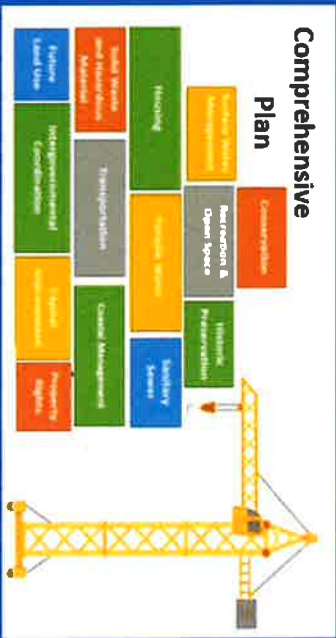 Comprehensive
Plan
Conservation
Surface Water
Management
Recreation &
Open Space
Historic
Preservation
Housing
Potable Water
Sanitary
Sewer
Solid Waste
and Hazardous
Material
Transportation
Coastal Management
Future
Land Use
Intergovernmental
Coordination
Capital
Property
Rights